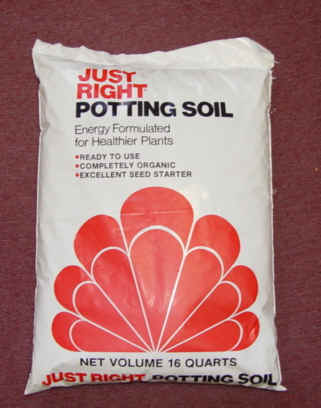 JUST
RIGHT
POTTING SOIL
Energy Formulated
for Healthier Plants
•READY TO USE
•COMPLETELY ORGANIC
•EXCELLENT SEED STARTER
NET VOLUME 16 QUARTS
JUST RIGHT POTTING SOIL